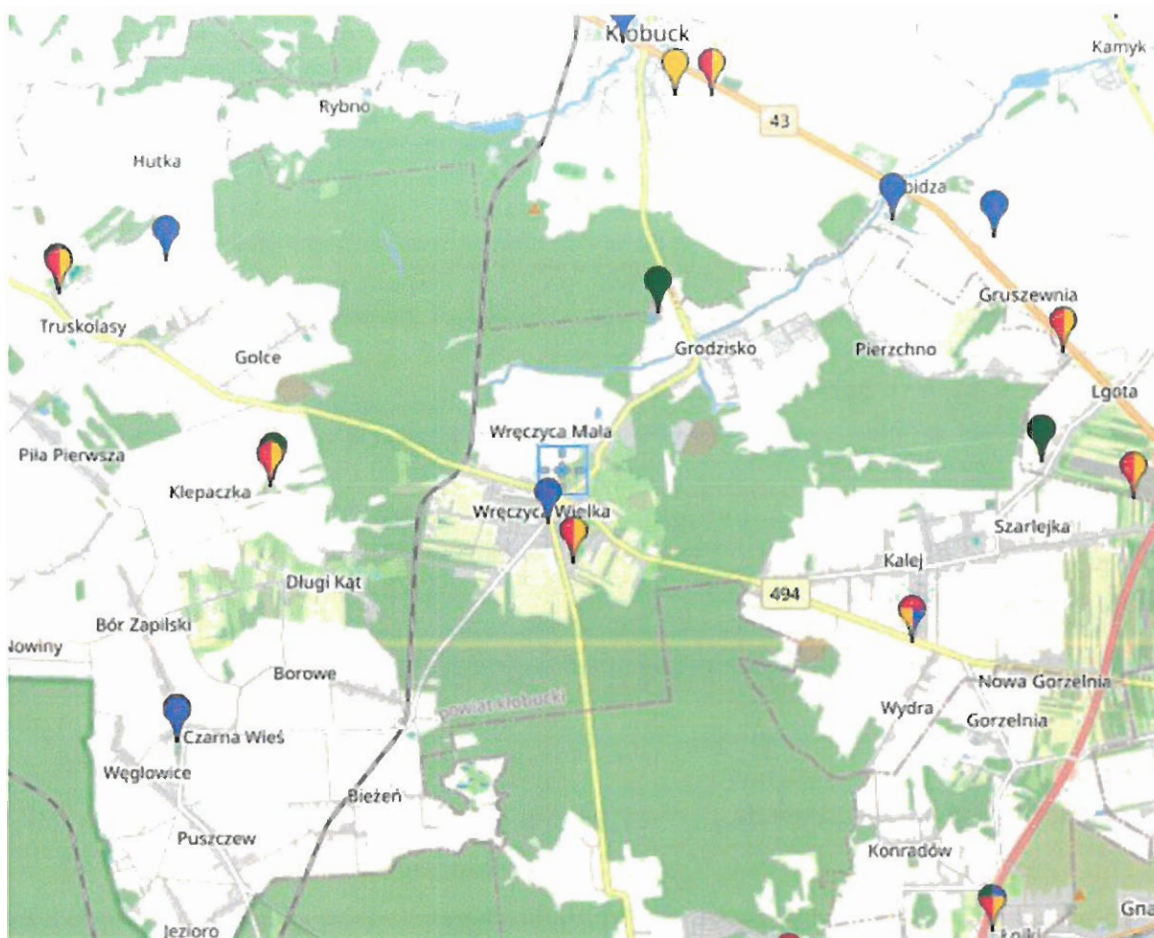 Kłobuck
Kamyk
Rybno
43
Hutka
Gruszewnia
Truskolasy
Golce
Grodzisko
Pierzchno
Lgota
Wręczyca Mała
Piła Pierwsza
Klepaczka
Wręczyca Wielka
Szarlejka
Kalej
Długi Kąt
494
Bór Zapilski
Nowiny
Borowe
Nowa Gorzelnia
powiat kłobucki
Wydra
Gorzelnia
Czarna Wieś
Węglowice
Bieżeń
Puszczew
Konradów
Gna
Jezioro